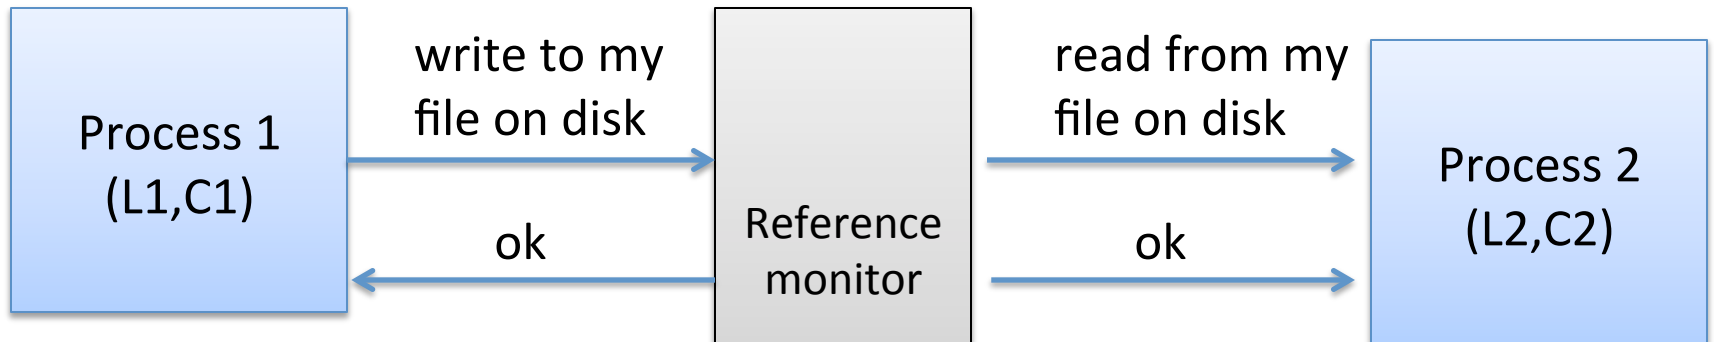 Process 1
(L1,C1)
write to my
file on disk
ok
Reference
monitor
read from my
file on disk
ok
Process 2
(L2,C2)